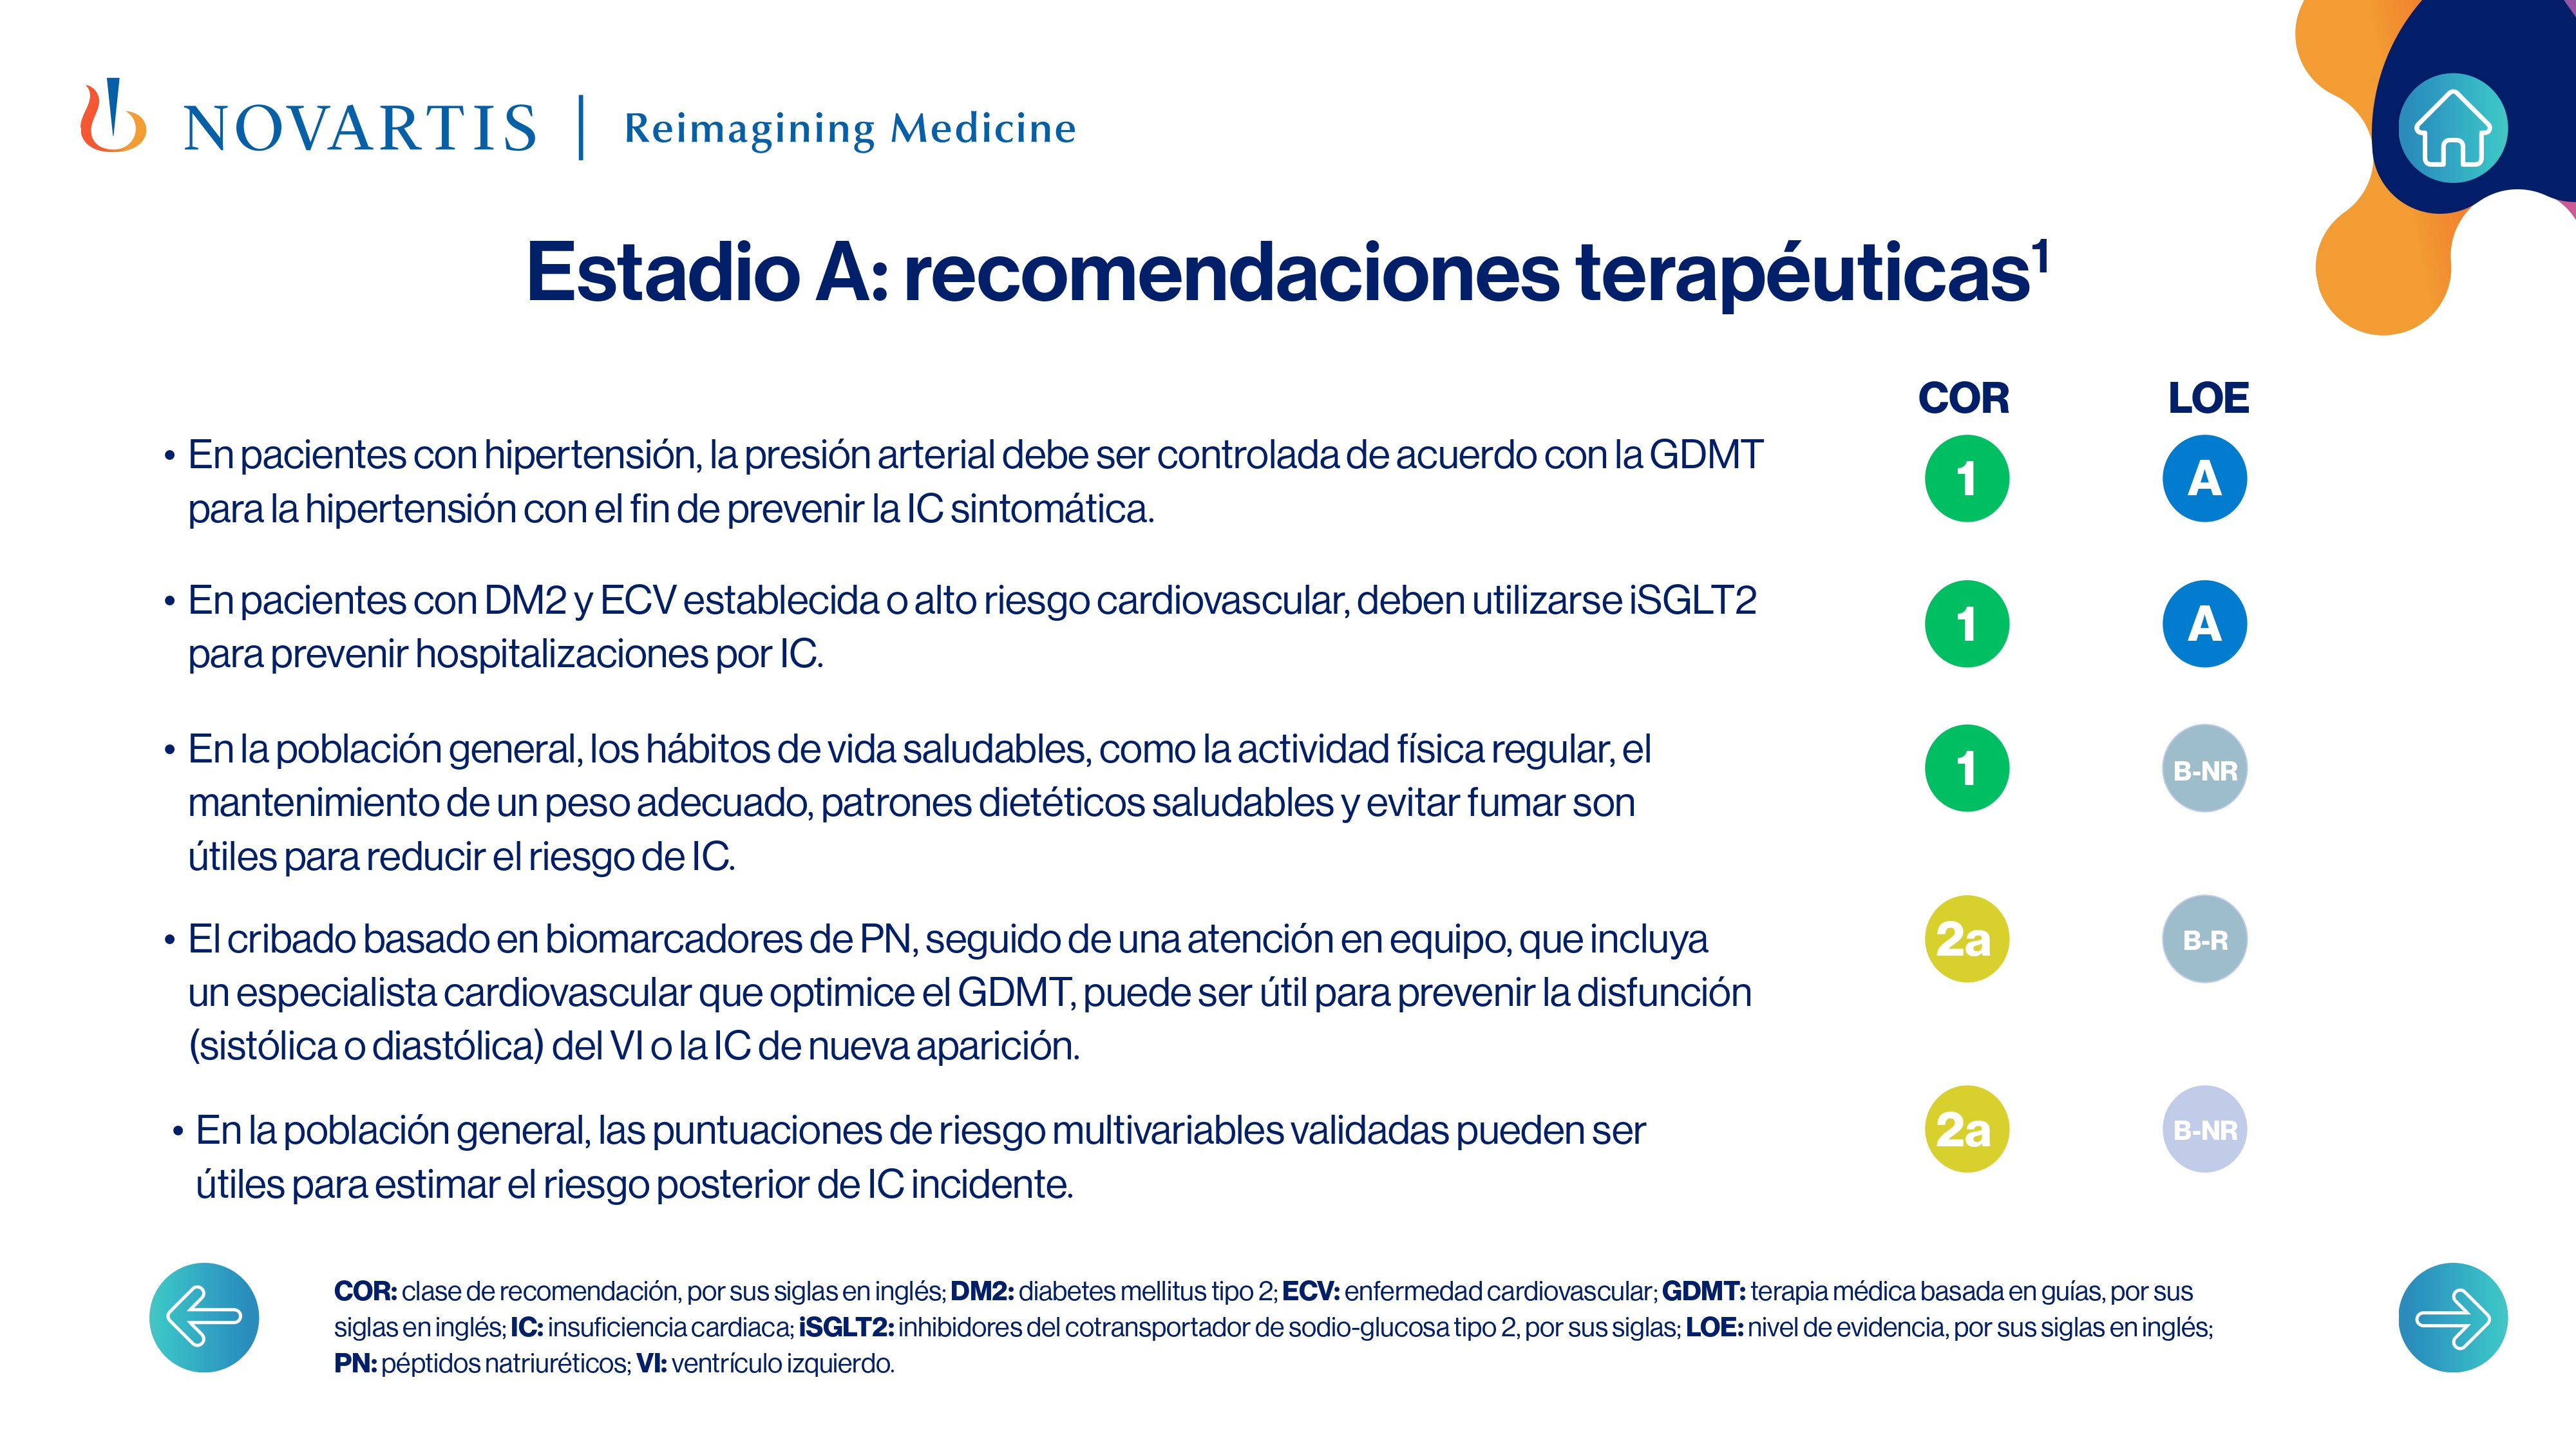 NOVARTIS | Reimagining Medicine
Estadio A: recomendaciones terapéuticas¹
COR LOE
• En pacientes con hipertensión, la presión arterial debe ser controlada de acuerdo con la GDMT
para la hipertensión con el fin de prevenir la IC sintomática.
1 A
• En pacientes con DM2 y ECV establecida o alto riesgo cardiovascular, deben utilizarse iSGLT2
para prevenir hospitalizaciones por IC.
1 A
• En la población general, los hábitos de vida saludables, como la actividad física regular, el
mantenimiento de un peso adecuado, patrones dietéticos saludables y evitar fumar son
útiles para reducir el riesgo de IC.
1 B-NR
• El cribado basado en biomarcadores de PN, seguido de una atención en equipo, que incluya
un especialista cardiovascular que optimice el GDMT, puede ser útil para prevenir la disfunción
(sistólica o diastólica) del VI o la IC de nueva aparición.
2a B-R
• En la población general, las puntuaciones de riesgo multivariables validadas pueden ser
útiles para estimar el riesgo posterior de IC incidente.
2a B-NR
COR: clase de recomendación, por sus siglas en inglés; DM2: diabetes mellitus tipo 2; ECV: enfermedad cardiovascular; GDMT: terapia médica basada en guías, por sus
siglas en inglés; IC: insuficiencia cardiaca; iSGLT2: inhibidores del cotransportador de sodio-glucosa tipo 2, por sus siglas; LOE: nivel de evidencia, por sus siglas en inglés;
PN: péptidos natriuréticos; VI: ventrículo izquierdo.